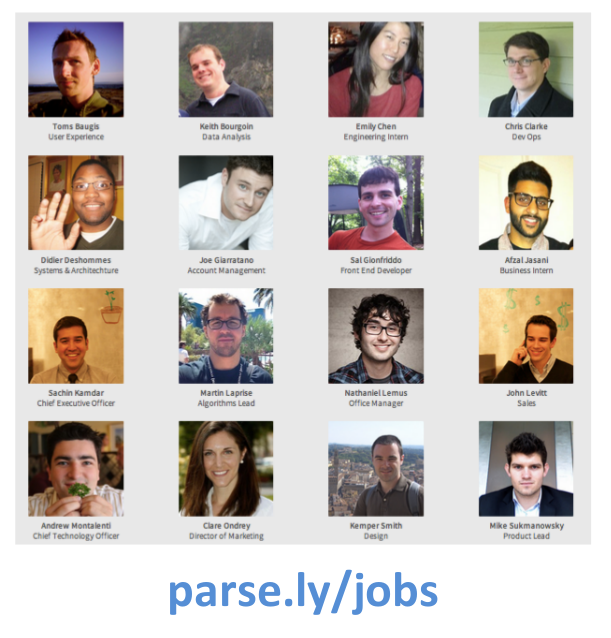 Toms Baugis
User Experience
Keith Bourgoin
Data Analysis
Emily Chen
Engineering Intern
Chris Clarke
Dev Ops
Didier Deshommes
Systems & Architechture
Joe Giarratano
Account Management
Sal Gionfriddo
Front End Developer
Afzal Jasani
Business Intern
Sachin Kamdar
Chief Executive Officer
Martin Laprise
Algorithms Lead
Nathaniel Lemus
Office Manager
$ $ $
John Levitt
Sales
Andrew Montalenti
Chief Technology Officer
Clare Ondrey
Director of Marketing
Kemper Smith
Design
Mike Sukmanowsky
Product Lead
parse.ly/jobs